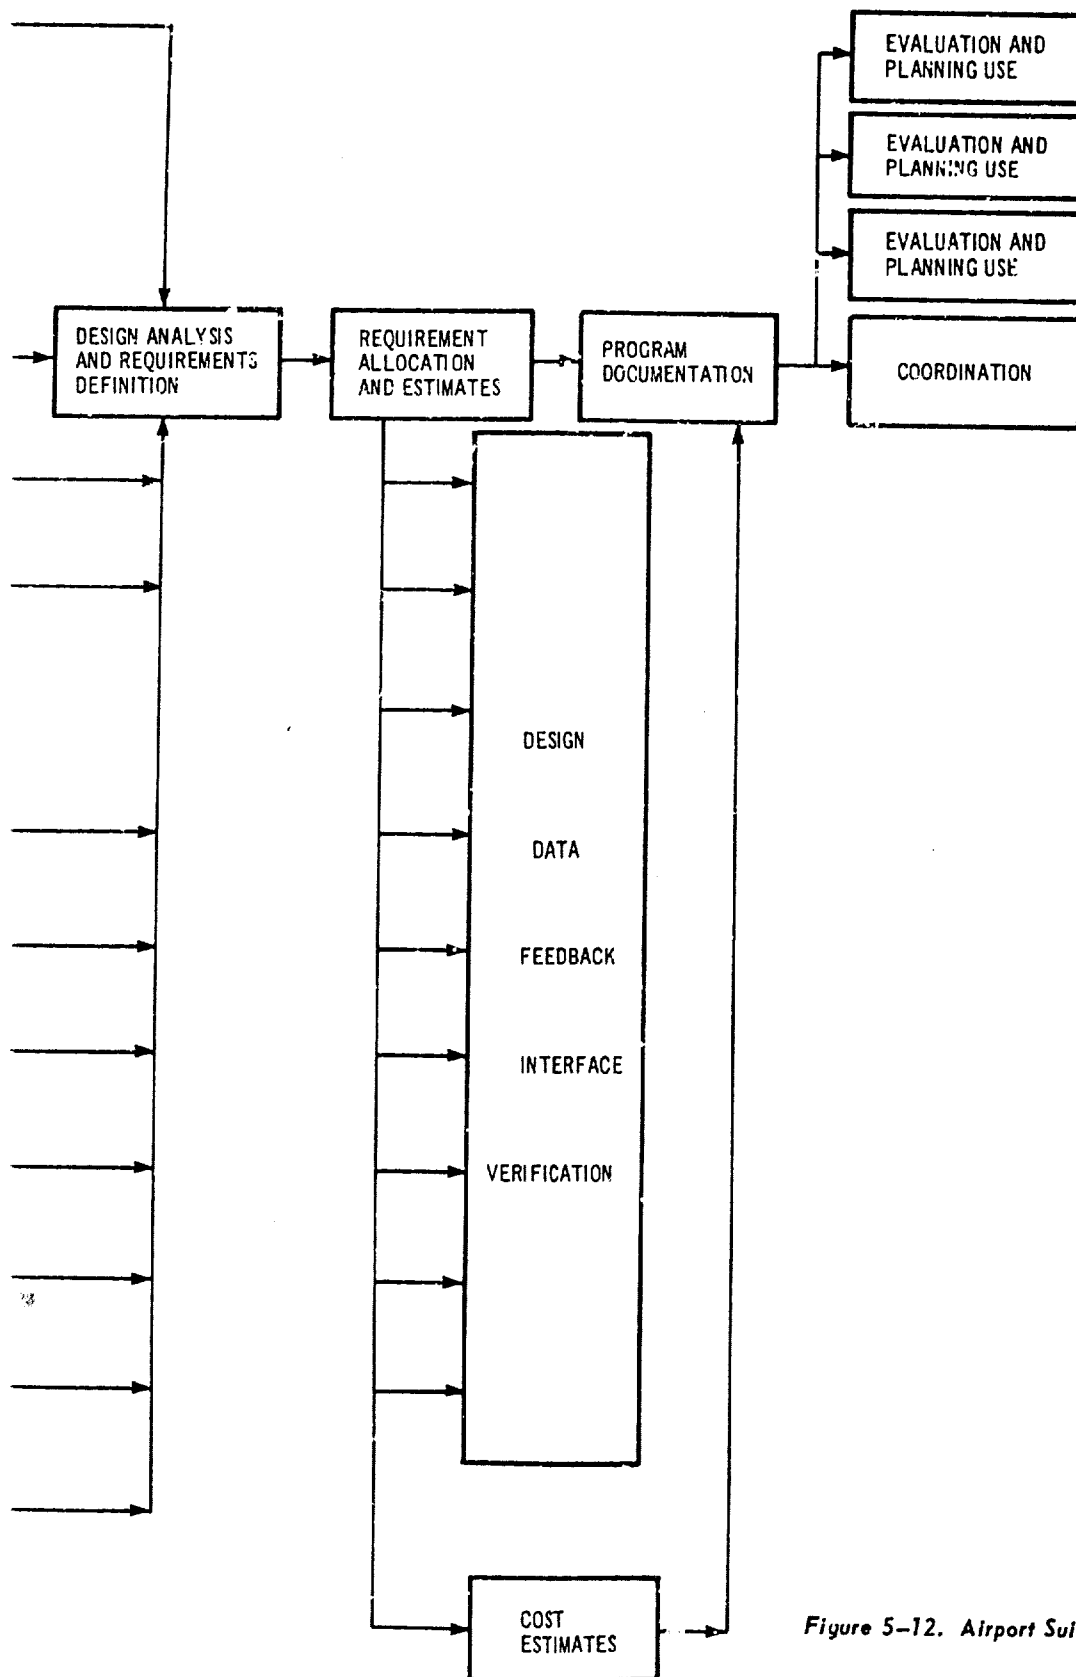 EVALUATION AND
PLANNING USE
EVALUATION AND
PLANNING USE
EVALUATION AND
PLANNING USE
DESIGN ANALYSIS
AND REQUIREMENTS
DEFINITION
REQUIREMENT
ALLOCATION
AND ESTIMATES
PROGRAM
DOCUMENTATION
COORDINATION
DESIGN
DATA
FEEDBACK
INTERFACE
VERIFICATION
COST
ESTIMATES
Figure 5-12. Airport Sui